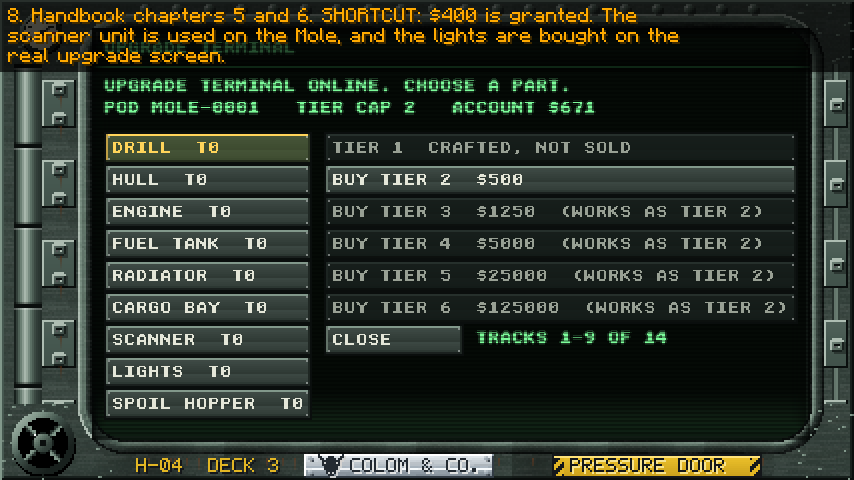 8. Handbook chapters 5 and 6. SHORTCUT: $400 is granted. The
scanner unit is used on the Mole, and the lights are bought on the
real upgrade screen.
UPGRADE TERMINAL
UPGRADE TERMINAL ONLINE. CHOOSE A PART.
POD MOLE-0001 TIER CAP 2 ACCOUNT $671
DRILL T0
TIER 1 CRAFTED, NOT SOLD
HULL T0
BUY TIER 2 $500
ENGINE T0
BUY TIER 3 $1250 (WORKS AS TIER 2)
FUEL TANK T0
BUY TIER 4 $5000 (WORKS AS TIER 2)
RADIATOR T0
BUY TIER 5 $25000 (WORKS AS TIER 2)
CARGO BAY T0
BUY TIER 6 $125000 (WORKS AS TIER 2)
SCANNER T0
CLOSE
TRACKS 1-9 OF 14
LIGHTS T0
SPOIL HOPPER T0
H-04 DECK 3
COLOM & CO.
PRESSURE DOOR